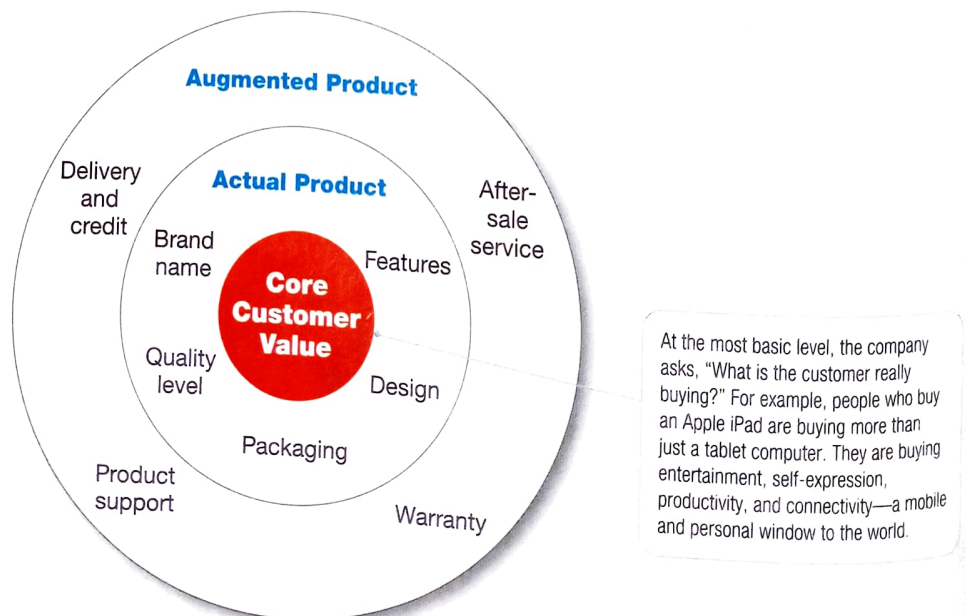 Augmented Product
Delivery
and
credit
Actual Product
After-
sale
service
Brand
name
Features
Core
Customer
Value
Quality
level
Design
Packaging
Product
support
Warranty
At the most basic level, the company
asks, “What is the customer really
buying?” For example, people who buy
an Apple iPad are buying more than
just a tablet computer. They are buying
entertainment, self-expression,
productivity, and connectivity—a mobile
and personal window to the world.